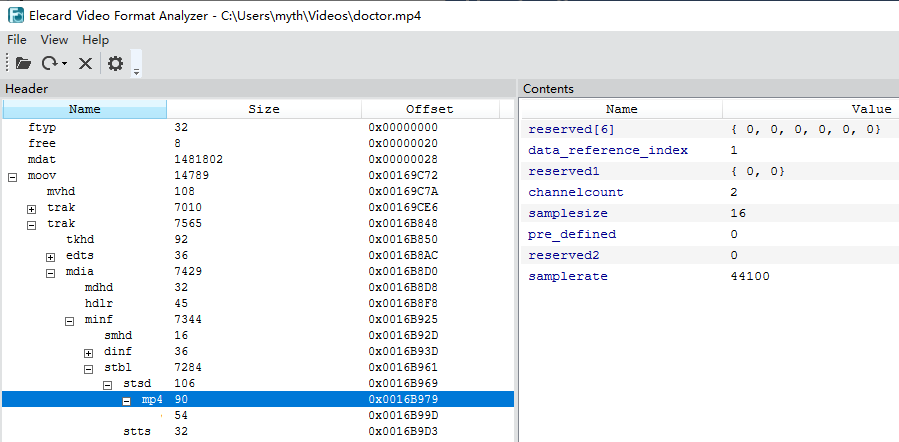 Elecard Video Format Analyzer - C:\Users\myth\Videos\doctor.mp4
File View Help
Header
Name Size Offset
ftyp 32 0x00000000
free 8 0x00000020
mdat 1481802 0x00000028
moov 14789 0x00169C72
mvhd 108 0x00169C7A
trak 7010 0x00169CE6
trak 7565 0x0016B848
tkhd 92 0x0016B850
edts 36 0x0016B8AC
mdia 7429 0x0016B8D0
mdhd 32 0x0016B8D8
hdlr 45 0x0016B8F8
minf 7344 0x0016B925
smhd 16 0x0016B92D
dinf 36 0x0016B93D
stbl 7284 0x0016B961
stsd 106 0x0016B969
mp4 90 0x0016B979
54 0x0016B99D
stts 32 0x0016B9D3
Contents
Name Value
reserved[6] { 0, 0, 0, 0, 0, 0}
data_reference_index 1
reserved1 { 0, 0}
channelcount 2
samplesize 16
pre_defined 0
reserved2 0
samplerate 44100